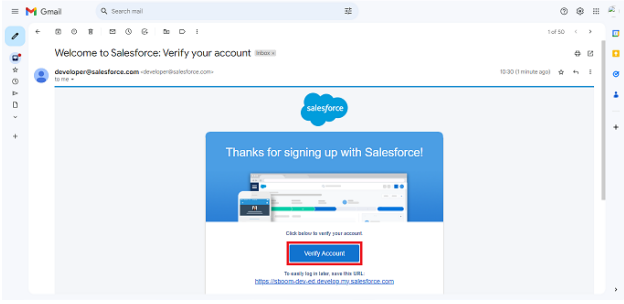 Gmail
Search mail
1 of 50
Welcome to Salesforce: Verify your account Inbox ×
developer@salesforce.com <developer@salesforce.com>
10:30 (1 minute ago)
to me
salesforce
Thanks for signing up with Salesforce!
Click below to verify your account.
Verify Account
To easily log in later, save this URL:
https://sboom-dev-ed.develop.my.salesforce.com